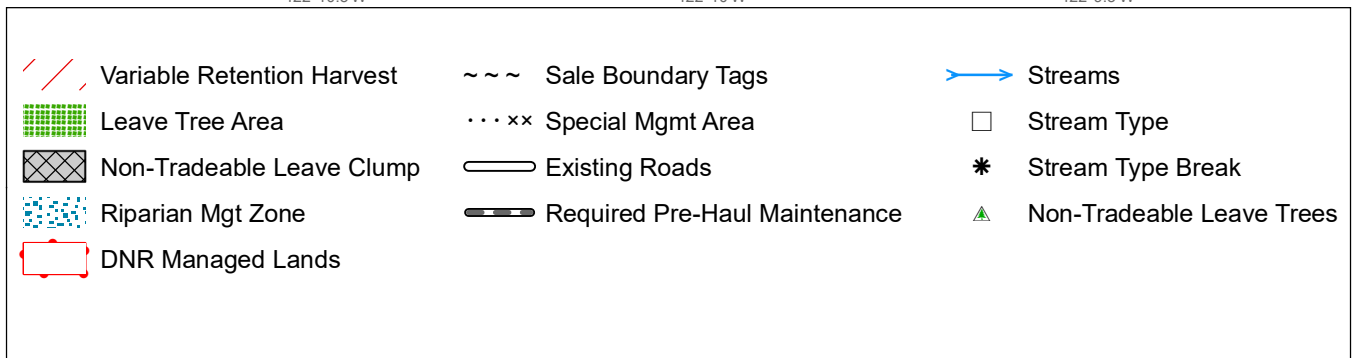 Variable Retention Harvest
Leave Tree Area
Non-Tradeable Leave Clump
Riparian Mgt Zone
DNR Managed Lands
Sale Boundary Tags
Special Mgmt Area
Existing Roads
Required Pre-Haul Maintenance
Streams
Stream Type
Stream Type Break
Non-Tradeable Leave Trees